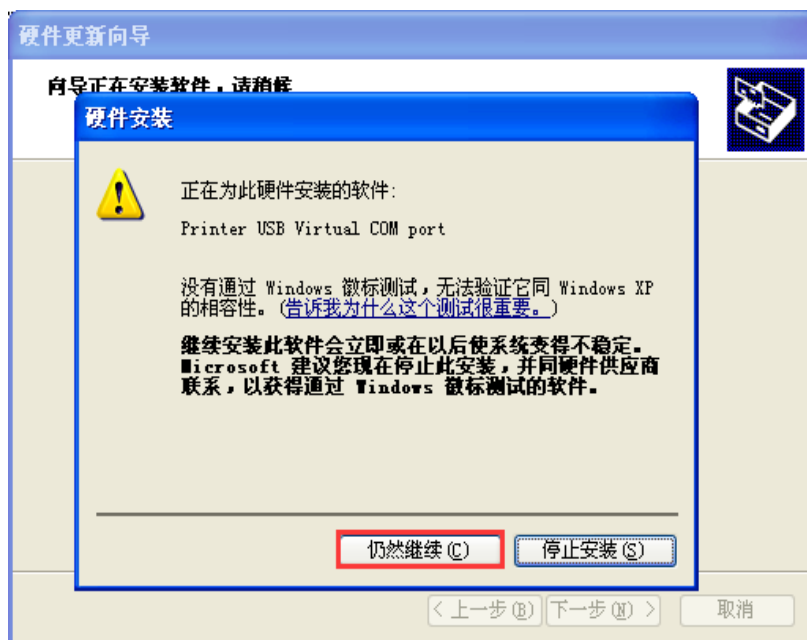 硬件更新向导
向导正在安装软件，请稍候
硬件安装
正在为此硬件安装的软件:
Printer USB Virtual COM port
没有通过 Windows 徽标测试，无法验证它同 Windows XP
的相容性。(告诉我为什么这个测试很重要。)
继续安装此软件会立即或在以后使系统变得不稳定。
Microsoft 建议您现在停止此安装，并同硬件供应商
联系，以获得通过 Windows 徽标测试的软件。
仍然继续(C)
停止安装(S)
< 上一步(B)
下一步(N) >
取消